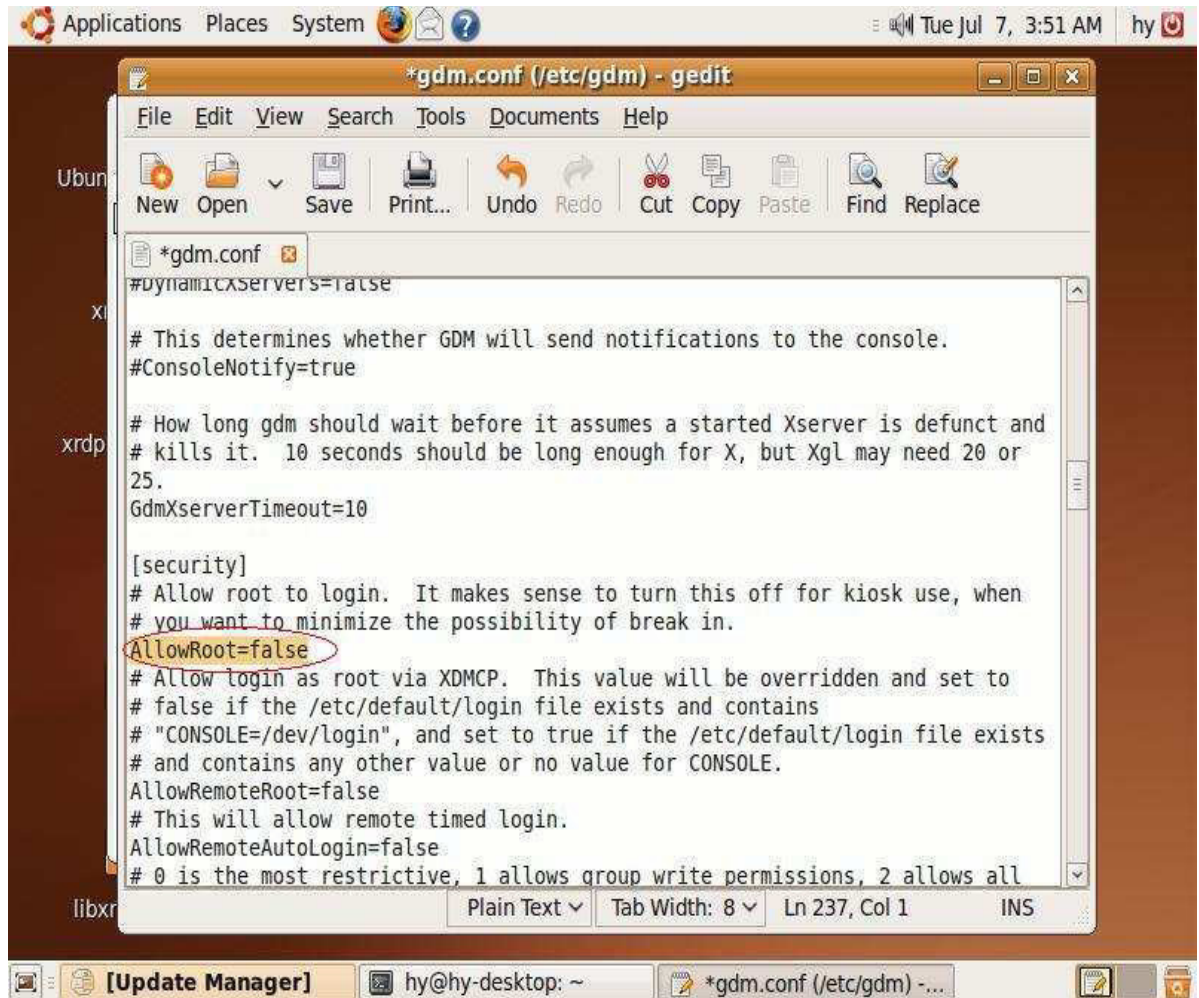 Applications Places System Tue Jul 7, 3:51 AM hy
*gdm.conf (/etc/gdm) - gedit
File Edit View Search Tools Documents Help
New Open Save Print... Undo Redo Cut Copy Paste Find Replace
*gdm.conf
#DynamicXServers=false
# This determines whether GDM will send notifications to the console.
#ConsoleNotify=true
# How long gdm should wait before it assumes a started Xserver is defunct and
# kills it.  10 seconds should be long enough for X, but Xgl may need 20 or
25.
GdmXserverTimeout=10
[security]
# Allow root to login.  It makes sense to turn this off for kiosk use, when
# you want to minimize the possibility of break in.
AllowRoot=false
# Allow login as root via XDMCP.  This value will be overridden and set to
# false if the /etc/default/login file exists and contains
# "CONSOLE=/dev/login", and set to true if the /etc/default/login file exists
# and contains any other value or no value for CONSOLE.
AllowRemoteRoot=false
# This will allow remote timed login.
AllowRemoteAutoLogin=false
# 0 is the most restrictive, 1 allows group write permissions, 2 allows all
Plain Text Tab Width: 8 Ln 237, Col 1 INS
Ubun
xr
xrdp
libxr
[Update Manager] hy@hy-desktop: ~ *gdm.conf (/etc/gdm) -...